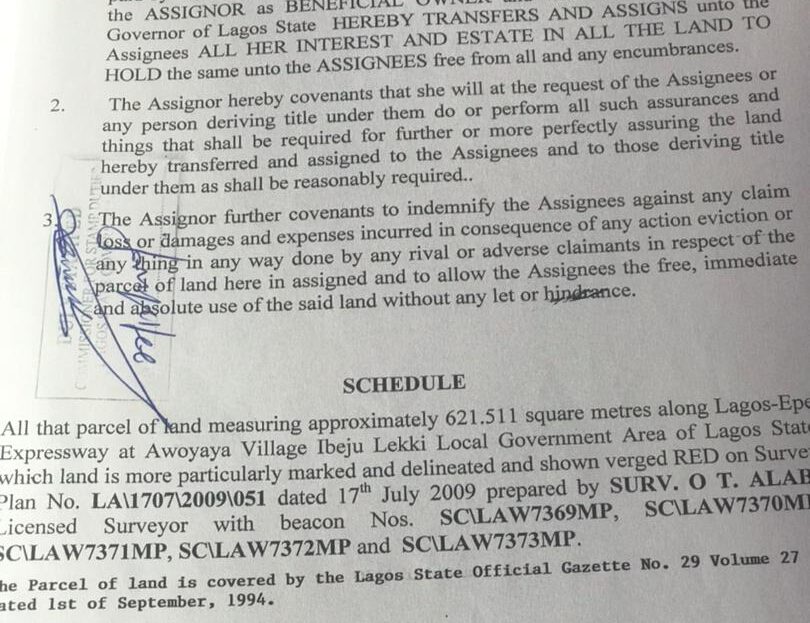 the ASSIGNOR as BENEFICIAL OWNER
Governor of Lagos State HEREBY TRANSFERS AND ASSIGNS unto the
Assignees ALL HER INTEREST AND ESTATE IN ALL THE LAND TO
HOLD the same unto the ASSIGNEES free from all and any encumbrances.
2. The Assignor hereby covenants that she will at the request of the Assignees or
any person deriving title under them do or perform all such assurances and
things that shall be required for further or more perfectly assuring the land
hereby transferred and assigned to the Assignees and to those deriving title
under them as shall be reasonably required..
3. The Assignor further covenants to indemnify the Assignees against any claim
loss or damages and expenses incurred in consequence of any action eviction or
any thing in any way done by any rival or adverse claimants in respect of the
parcel of land here in assigned and to allow the Assignees the free, immediate
and absolute use of the said land without any let or hindrance.
SCHEDULE
All that parcel of land measuring approximately 621.511 square metres along Lagos-Epe
Expressway at Awoyaya Village Ibeju Lekki Local Government Area of Lagos State
which land is more particularly marked and delineated and shown verged RED on Surve
Plan No. LA\1707\2009\051 dated 17th July 2009 prepared by SURV. O T. ALAB
Licensed Surveyor with beacon Nos. SC\LAW7369MP, SC\LAW7370M
SC\LAW7371MP, SC\LAW7372MP and SC\LAW7373MP.
he Parcel of land is covered by the Lagos State Official Gazette No. 29 Volume 27
ated 1st of September, 1994.